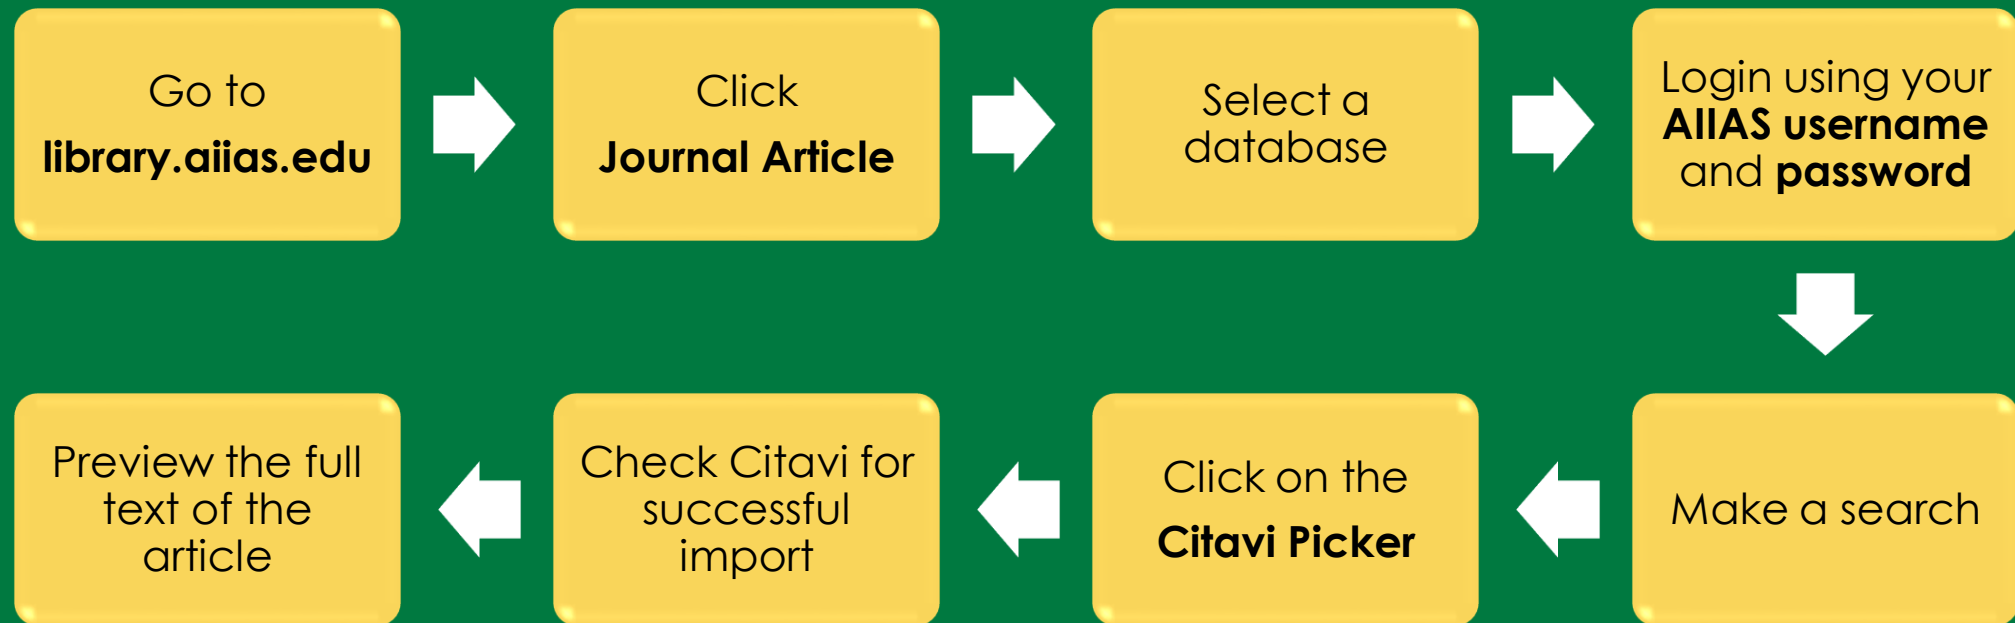 Go to
library.aiias.edu
Click
Journal Article
Select a
database
Login using your
AIIAS username
and password
Make a search
Click on the
Citavi Picker
Check Citavi for
successful
import
Preview the full
text of the
article